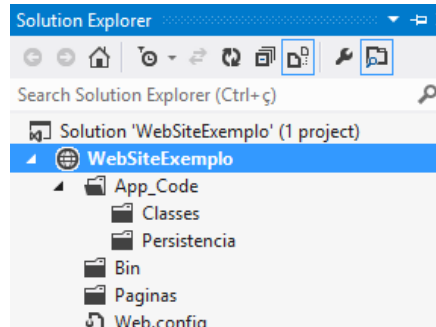 Solution Explorer
Search Solution Explorer (Ctrl+ç)
Solution 'WebSiteExemplo' (1 project)
WebSiteExemplo
App_Code
Classes
Persistencia
Bin
Paginas
Web.config